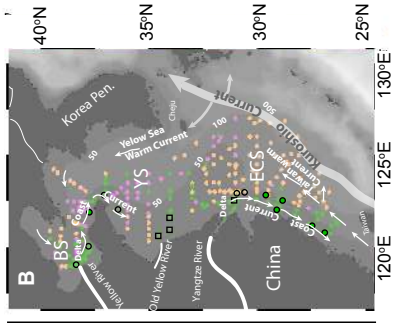 B
40°N
35°N
30°N
25°N
120°E
125°E
130°E
BS
YS
ECS
Korea Pen.
Cheju
Yelow Sea
Warm Current
50
50
50
100
500
Kuroshio
Current
Taiwan warm
Current
Coast
Current
Coast
Current
Delta
Delta
Yellow River
Old Yellow River
Yangtze River
China
Taiwan